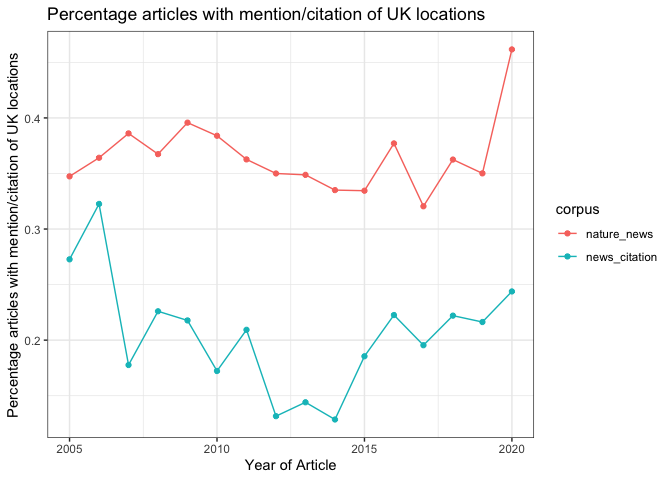 Percentage articles with mention/citation of UK locations
Percentage articles with mention/citation of UK locations
0.4
0.3
0.2
2005
2010
2015
2020
Year of Article
corpus
nature_news
news_citation